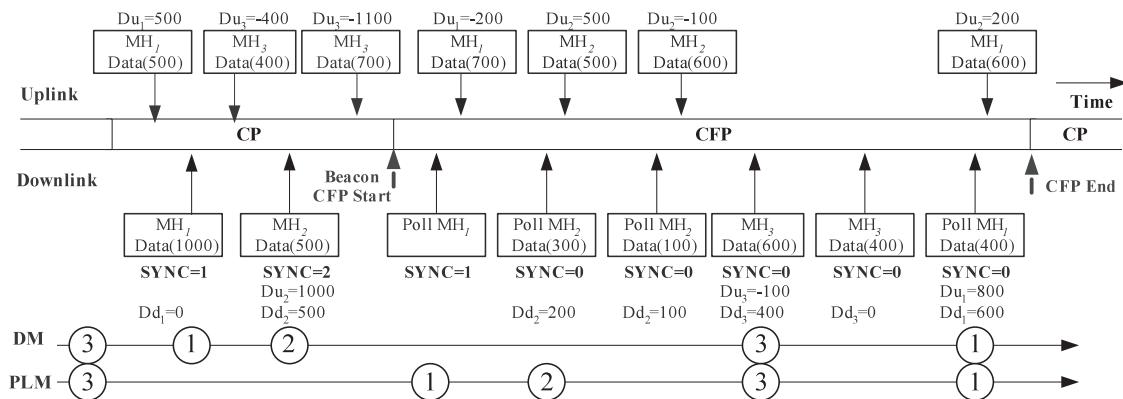 Du₁=500 Du₃=-400 Du₃=-1100 Du₁=-200 Du₂=500 Du₂=-100 Du₂=200
MH₁ MH₃ MH₃ MH₁ MH₂ MH₂ MH₁
Data(500) Data(400) Data(700) Data(700) Data(500) Data(600) Data(600)
Uplink Time
CP CFP CP
Downlink Beacon
CFP Start CFP End
MH₁ MH₂ Poll MH₁ Poll MH₂ Poll MH₂ MH₃ MH₃ Poll MH₁
Data(1000) Data(500) Data(300) Data(100) Data(600) Data(400) Data(400)
SYNC=1 SYNC=2 SYNC=1 SYNC=0 SYNC=0 SYNC=0 SYNC=0 SYNC=0
Du₂=1000 Du₃=-100 Du₁=800
Dd₁=0 Dd₂=500 Dd₂=200 Dd₂=100 Dd₃=400 Dd₃=0 Dd₁=600
DM 3 1 2 3 1
PLM 3 1 2 3 1